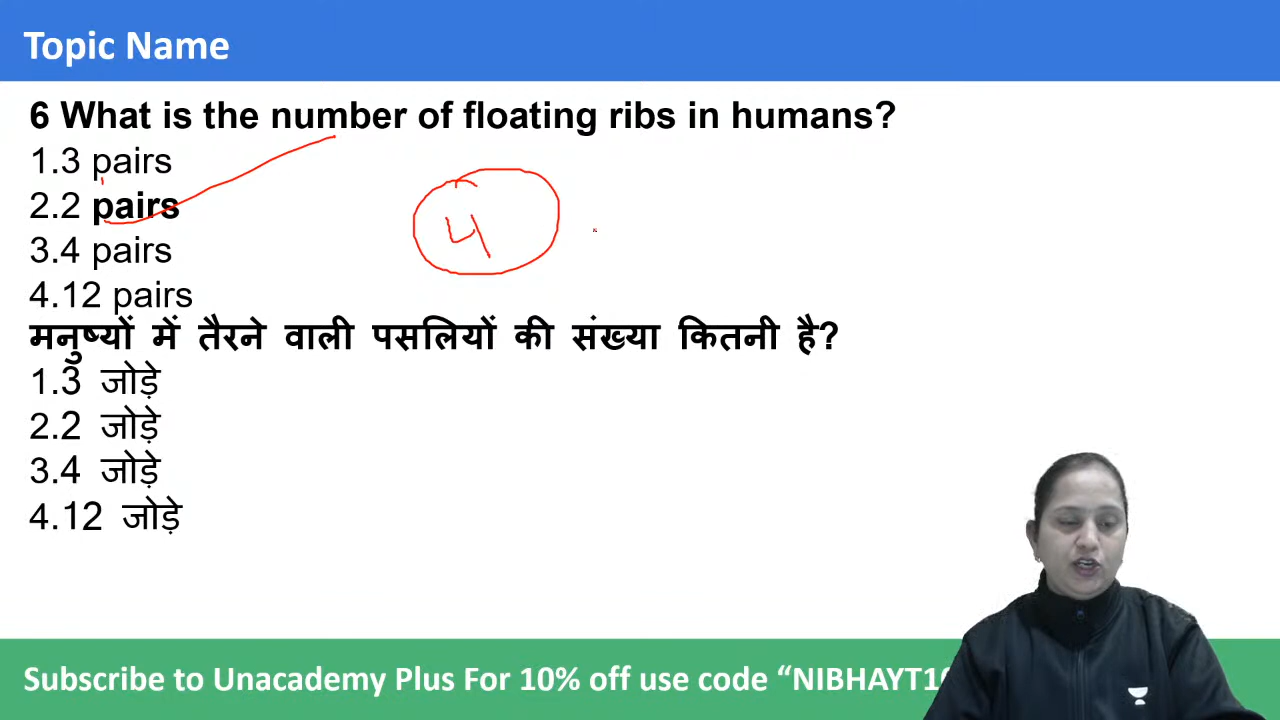 Topic Name
6 What is the number of floating ribs in humans?
1.3 pairs
2.2 pairs
4
3.4 pairs
4.12 pairs
मनुष्यों में तैरने वाली पसलियों की संख्या कितनी है?
1.3 जोड़े
2.2 जोड़े
3.4 जोड़े
4.12 जोड़े
Subscribe to Unacademy Plus For 10% off use code “NIBHAYT1